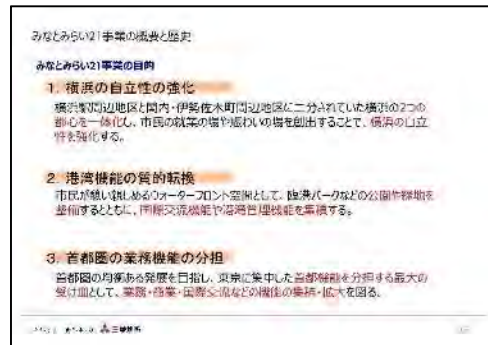 みなとみらい21事業の概要と歴史
みなとみらい21事業の目的
1. 横浜の自立性の強化
横浜駅周辺地区と関内・伊勢佐木町周辺地区に二分されていた横浜の2つの
都心を一体化し、市民の就業の場や賑わいの場を創出することで、横浜の自立
性を強化する。
2. 港湾機能の質的転換
市民が憩い親しめるウォーターフロント空間として、臨港パークなどの公園や緑地を
整備するとともに、国際交流機能や港湾管理機能を集積する。
3. 首都圏の業務機能の分担
首都圏の均衡ある発展を目指し、東京に集中した首都機能を分担する最大の
受け皿として、業務・商業・国際交流などの機能の集積・拡大を図る。
三菱地所